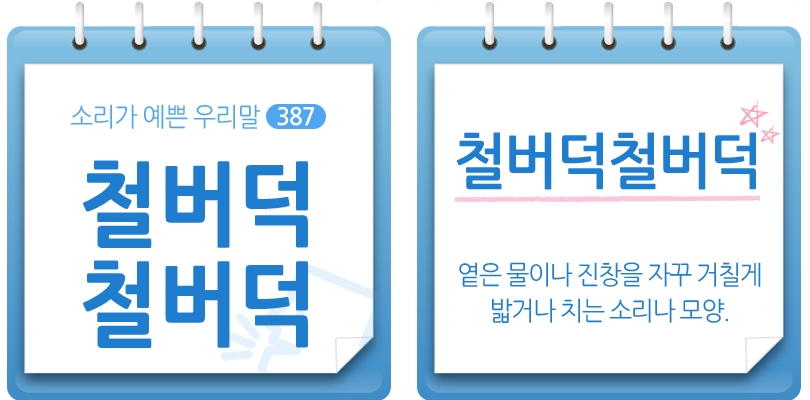 소리가 예쁜 우리말 387
철버덕
철버덕
철버덕철버덕
옅은 물이나 진창을 자꾸 거칠게
밟거나 치는 소리나 모양.